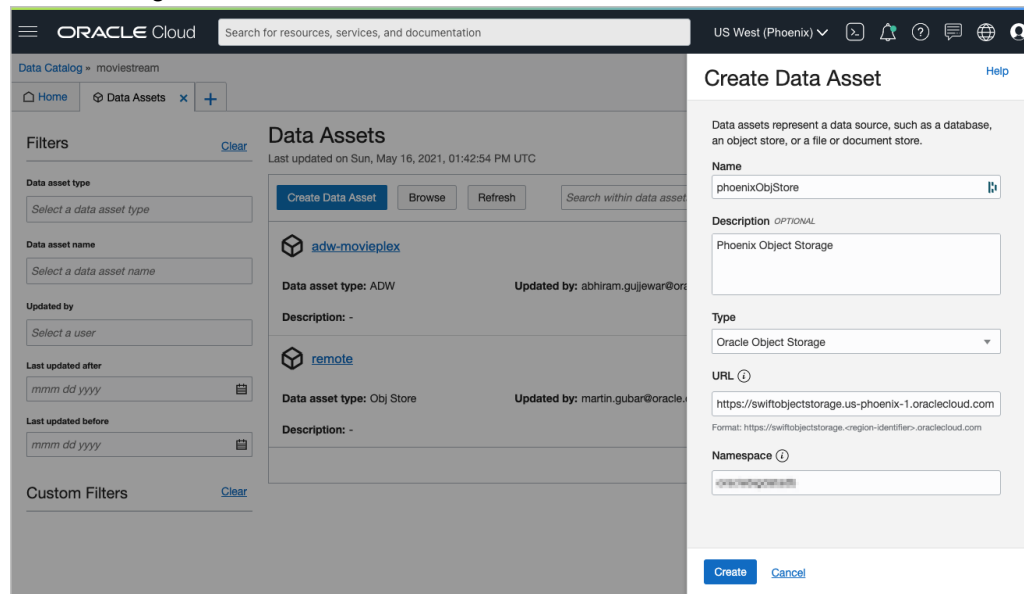 ORACLE Cloud
Search for resources, services, and documentation
US West (Phoenix)
Data Catalog » moviestream
Home
Data Assets
Filters
Clear
Data asset type
Select a data asset type
Data asset name
Select a data asset name
Updated by
Select a user
Last updated after
mmm dd yyyy
Last updated before
mmm dd yyyy
Custom Filters
Clear
Data Assets
Last updated on Sun, May 16, 2021, 01:42:54 PM UTC
Create Data Asset
Browse
Refresh
Search within data asset
adw-movieplex
Data asset type: ADW
Updated by: abhiram.gujjewar@ora
Description: -
remote
Data asset type: Obj Store
Updated by: martin.gubar@oracle.
Description: -
Create Data Asset
Help
Data assets represent a data source, such as a database,
an object store, or a file or document store.
Name
phoenixObjStore
Description OPTIONAL
Phoenix Object Storage
Type
Oracle Object Storage
URL
https://swiftobjectstorage.us-phoenix-1.oraclecloud.com
Format: https://swiftobjectstorage.<region-identifier>.oraclecloud.com
Namespace
Create
Cancel